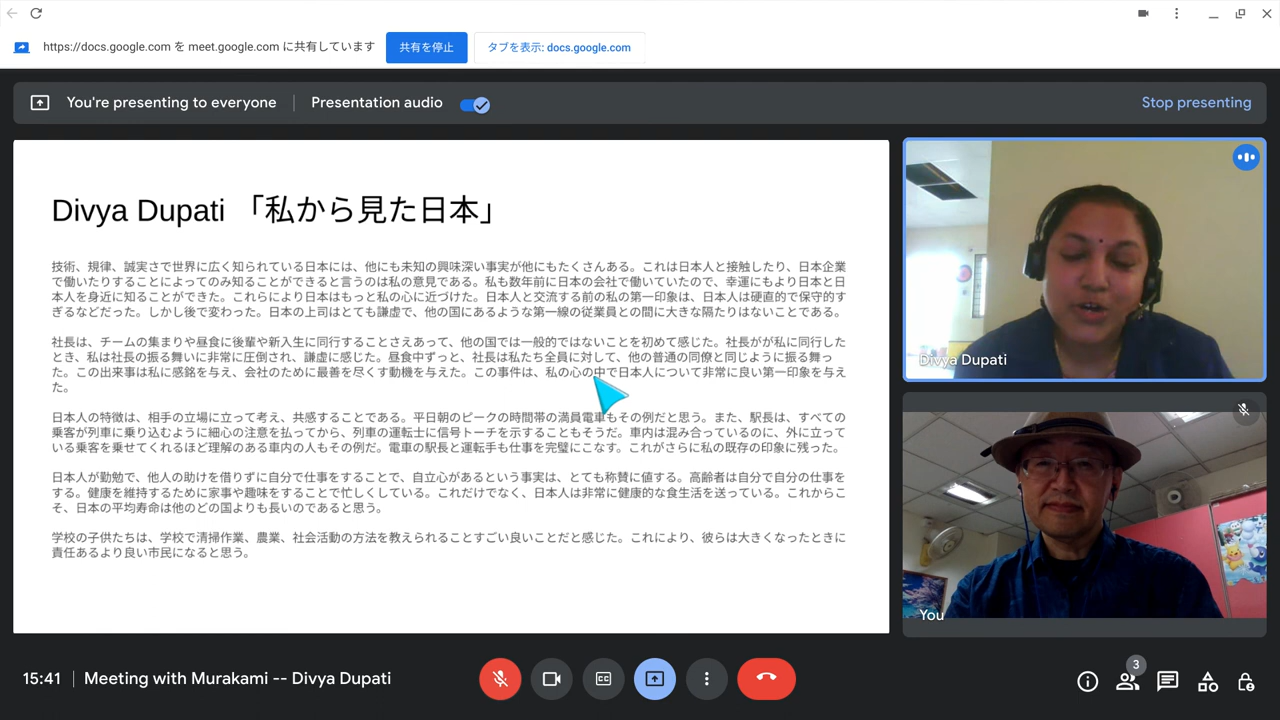 https://docs.google.com を meet.google.com に共有しています
共有を停止
タブを表示: docs.google.com
You're presenting to everyone
Presentation audio
Stop presenting
Divya Dupati 「私から見た日本」
技術、規律、誠実さで世界に広く知られている日本には、他にも未知の興味深い事実が他にもたくさんある。これは日本人と接触したり、日本企業
で働いたりすることによってのみ知ることができると言うのは私の意見である。私も数年前に日本の会社で働いていたので、幸運にもより日本と日
本人を身近に知ることができた。これらにより日本はもっと私の心に近づけた。日本人と交流する前の私の第一印象は、日本人は硬直的で保守的す
ぎるなどだった。しかし後で変わった。日本の上司はとても謙虚で、他の国にあるような第一線の従業員との間に大きな隔たりはないことである。
社長は、チームの集まりや昼食に後輩や新入生に同行することさえあって、他の国では一般的ではないことを初めて感じた。社長がが私に同行した
とき、私は社長の振る舞いに非常に圧倒され、謙虚に感じた。昼食中ずっと、社長は私たち全員に対して、他の普通の同僚と同じように振る舞っ
た。この出来事は私に感銘を与え、会社のために最善を尽くす動機を与えた。この事件は、私の心の中で日本人について非常に良い第一印象を与え
た。
日本人の特徴は、相手の立場に立って考え、共感することである。平日朝のピークの時間帯の満員電車もその例だと思う。また、駅長は、すべての
乗客が列車に乗り込むように細心の注意を払ってから、列車の運転士に信号トーチを示することもそうだ。車内は混み合っているのに、外に立って
いる乗客を乗せてくれるほど理解のある車内の人もその例だ。電車の駅長と運転手も仕事を完璧にこなす。これがさらに私の既存の印象に残った。
日本人が勤勉で、他人の助けを借りずに自分で仕事をすることで、自立心があるという事実は、とても称賛に値する。高齢者は自分で自分の仕事を
する。健康を維持するために家事や趣味をすることで忙しくしている。これだけでなく、日本人は非常に健康的な食生活を送っている。これからこ
そ、日本の平均寿命は他のどの国よりも長いのであると思う。
学校の子供たちは、学校で清掃作業、農業、社会活動の方法を教えられることすごい良いことだと感じた。これにより、彼らは大きくなったときに
責任あるより良い市民になると思う。
Divya Dupati
You
15:41
Meeting with Murakami -- Divya Dupati
CC
3